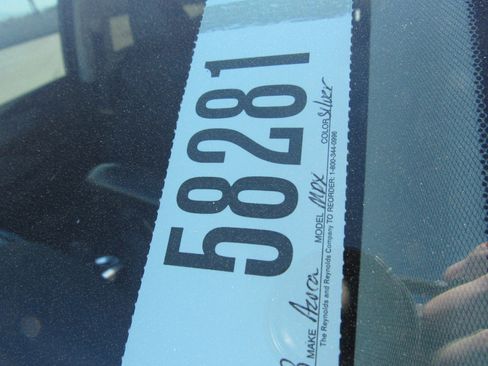 58281
MAKE Acura MODEL MDX COLOR Silver
The Reynolds and Reynolds Company TO REORDER: 1-800-344-0996